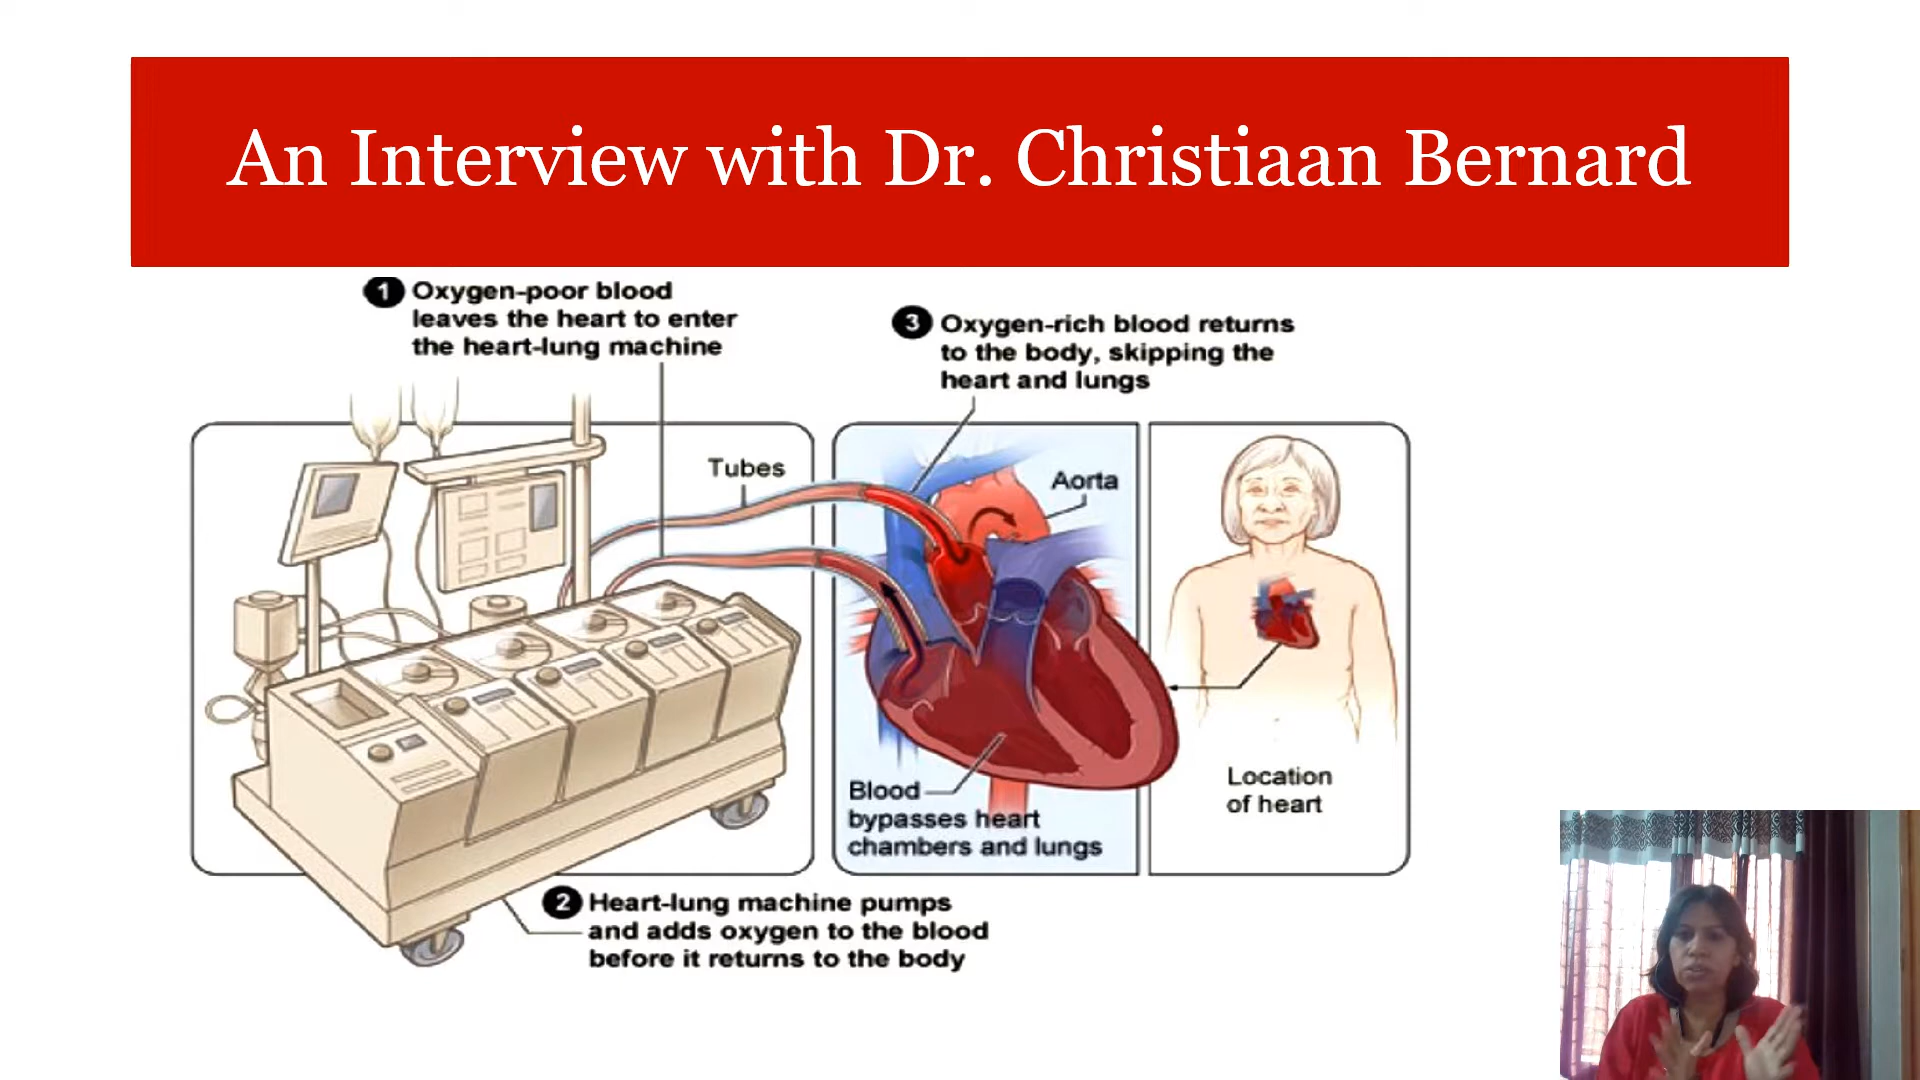 An Interview with Dr. Christiaan Bernard
1 Oxygen-poor blood
leaves the heart to enter
the heart-lung machine
3 Oxygen-rich blood returns
to the body, skipping the
heart and lungs
Tubes
Aorta
Blood
bypasses heart
chambers and lungs
Location
of heart
2 Heart-lung machine pumps
and adds oxygen to the blood
before it returns to the body